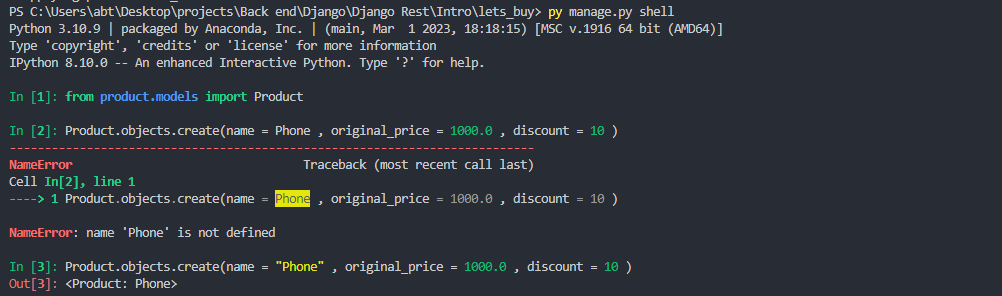 PS C:\Users\abt\Desktop\projects\Back end\Django\Django Rest\Intro\lets_buy> py manage.py shell
Python 3.10.9 | packaged by Anaconda, Inc. | (main, Mar  1 2023, 18:18:15) [MSC v.1916 64 bit (AMD64)]
Type 'copyright', 'credits' or 'license' for more information
IPython 8.10.0 -- An enhanced Interactive Python. Type '?' for help.
In [1]: from product.models import Product
In [2]: Product.objects.create(name = Phone , original_price = 1000.0 , discount = 10 )
---------------------------------------------------------------------------
NameError                                 Traceback (most recent call last)
Cell In[2], line 1
----> 1 Product.objects.create(name = Phone , original_price = 1000.0 , discount = 10 )
NameError: name 'Phone' is not defined
In [3]: Product.objects.create(name = "Phone" , original_price = 1000.0 , discount = 10 )
Out[3]: <Product: Phone>